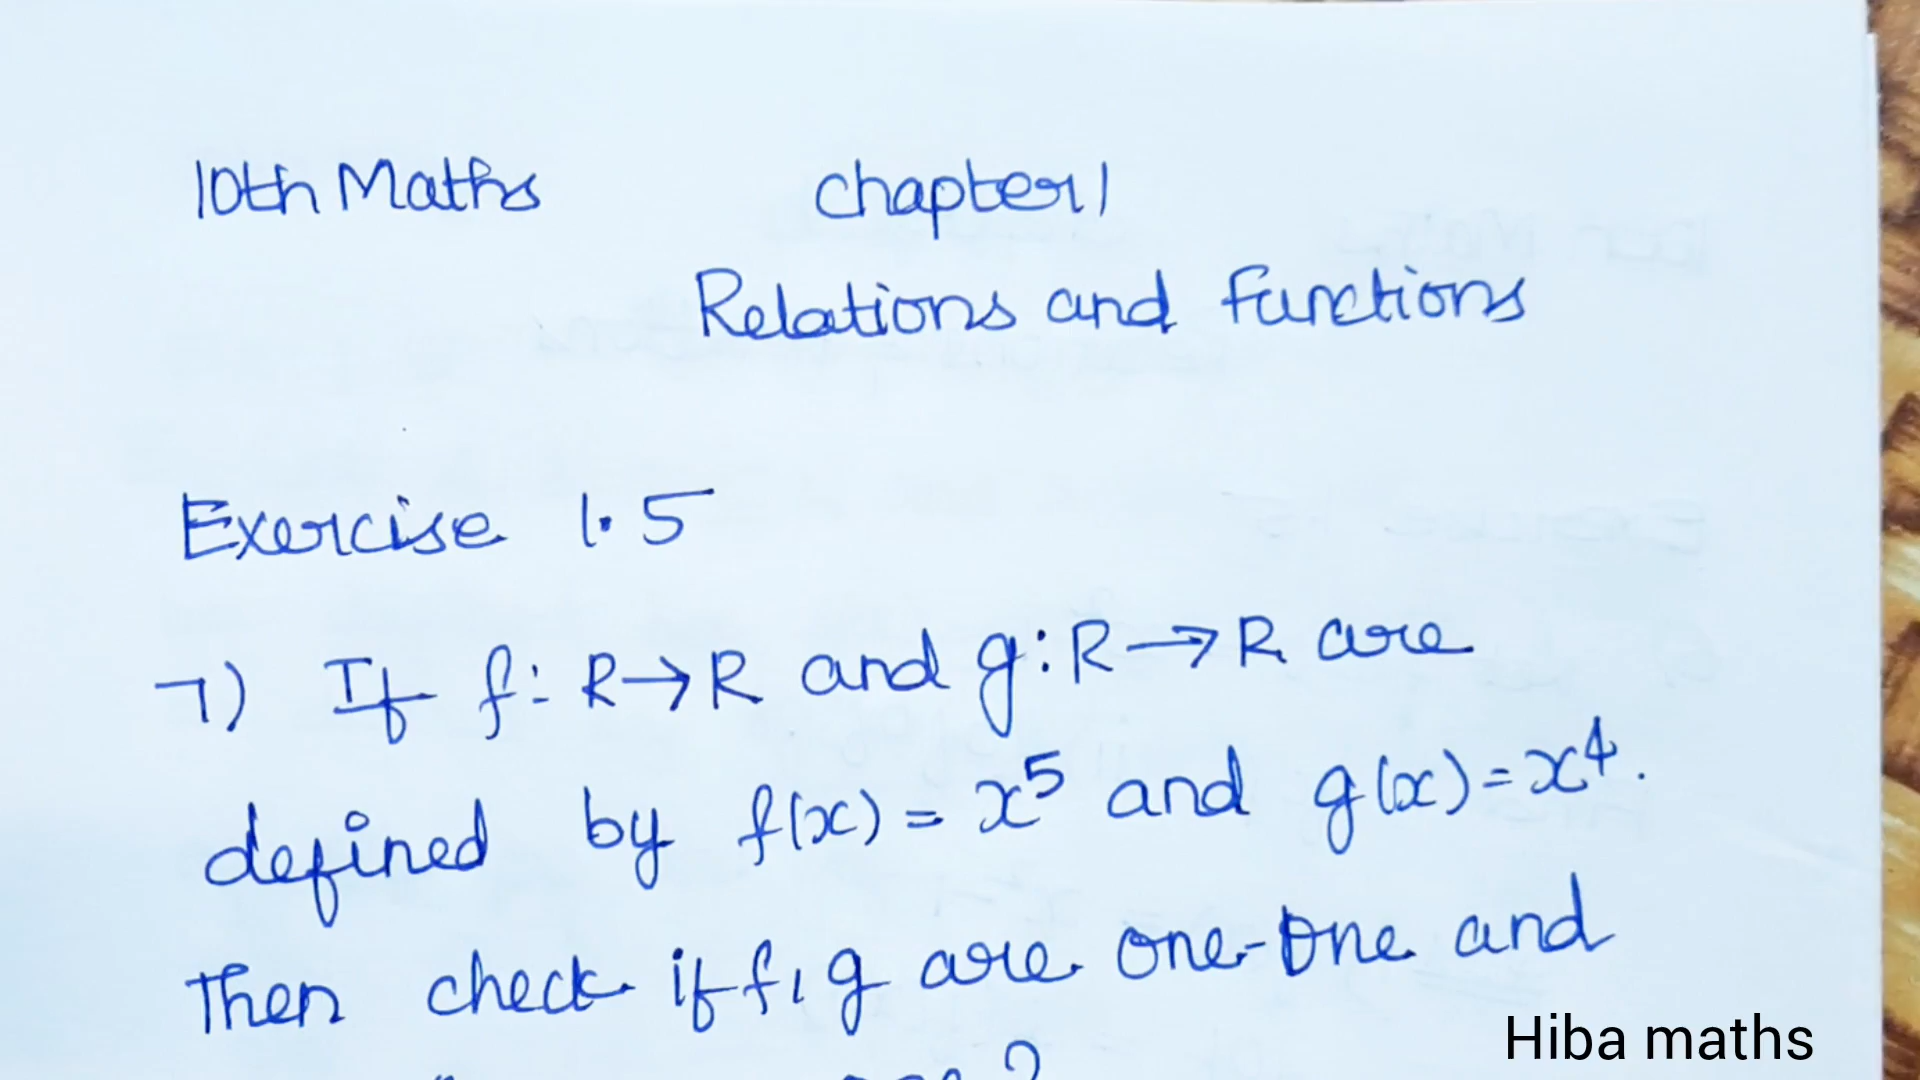 10th Maths chapter 1
Relations and functions
Exercise 1.5
7) If f: R→R and g: R→R are
defined by f(x) = x⁵ and g(x) = x⁴.
Then check if f, g are one-one and
Hiba maths